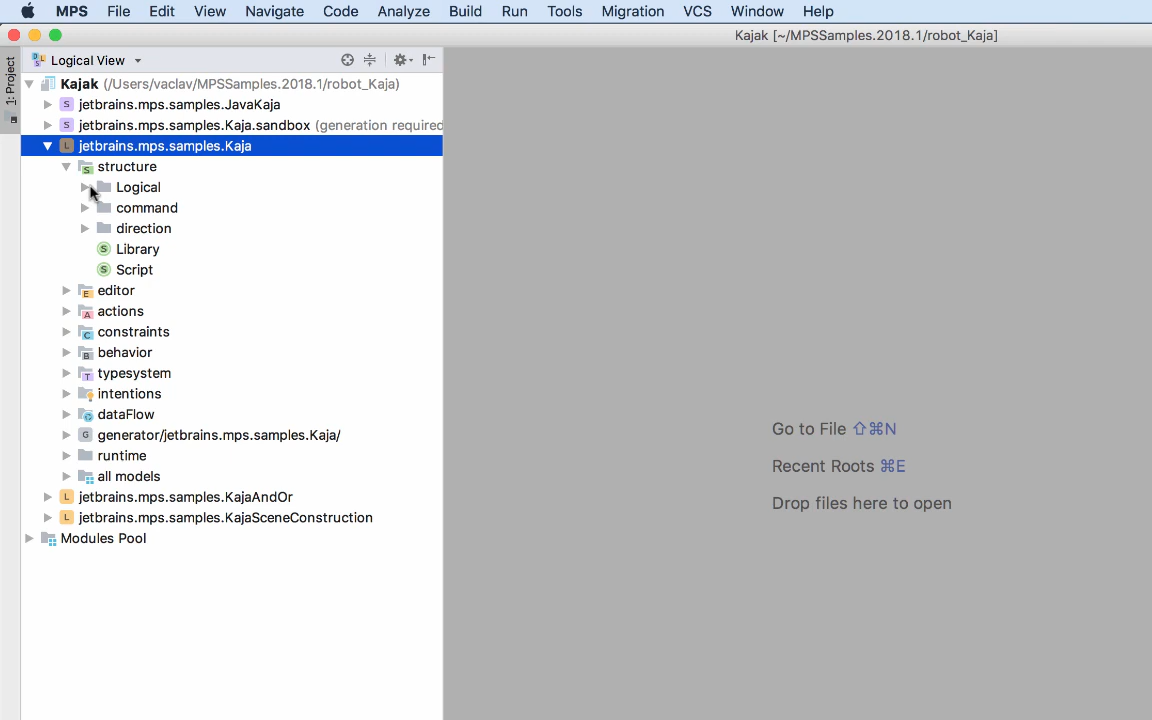 MPS File Edit View Navigate Code Analyze Build Run Tools Migration VCS Window Help
Kajak [~/MPSSamples.2018.1/robot_Kaja]
1: Project
Logical View
Kajak (/Users/vaclav/MPSSamples.2018.1/robot_Kaja)
S jetbrains.mps.samples.JavaKaja
S jetbrains.mps.samples.Kaja.sandbox (generation required
L jetbrains.mps.samples.Kaja
S structure
Logical
command
direction
S Library
S Script
E editor
A actions
C constraints
B behavior
T typesystem
intentions
dataFlow
G generator/jetbrains.mps.samples.Kaja/
runtime
all models
L jetbrains.mps.samples.KajaAndOr
L jetbrains.mps.samples.KajaSceneConstruction
Modules Pool
Go to File ⇧⌘N
Recent Roots ⌘E
Drop files here to open